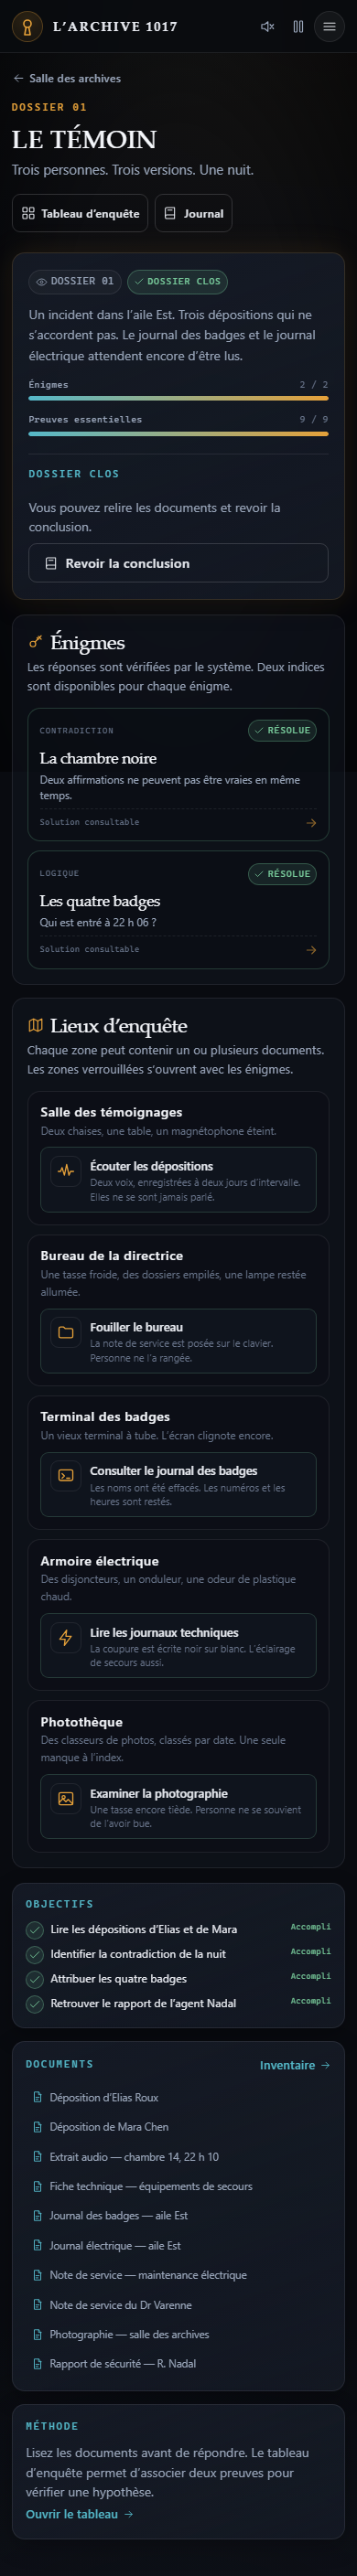 L'ARCHIVE 1017
← Salle des archives
DOSSIER 01
LE TÉMOIN
Trois personnes. Trois versions. Une nuit.
Tableau d'enquête
Journal
DOSSIER 01
DOSSIER CLOS
Un incident dans l'aile Est. Trois dépositions qui ne
s'accordent pas. Le journal des badges et le journal
électrique attendent encore d'être lus.
Énigmes 2 / 2
Preuves essentielles 9 / 9
DOSSIER CLOS
Vous pouvez relire les documents et revoir la
conclusion.
Revoir la conclusion
Énigmes
Les réponses sont vérifiées par le système. Deux indices
sont disponibles pour chaque énigme.
CONTRADICTION
RÉSOLUE
La chambre noire
Deux affirmations ne peuvent pas être vraies en même
temps.
Solution consultable →
LOGIQUE
RÉSOLUE
Les quatre badges
Qui est entré à 22 h 06 ?
Solution consultable →
Lieux d'enquête
Chaque zone peut contenir un ou plusieurs documents.
Les zones verrouillées s'ouvrent avec les énigmes.
Salle des témoignages
Deux chaises, une table, un magnétophone éteint.
Écouter les dépositions
Deux voix, enregistrées à deux jours d'intervalle.
Elles ne se sont jamais parlé.
Bureau de la directrice
Une tasse froide, des dossiers empilés, une lampe restée
allumée.
Fouiller le bureau
La note de service est posée sur le clavier.
Personne ne l'a rangée.
Terminal des badges
Un vieux terminal à tube. L'écran clignote encore.
Consulter le journal des badges
Les noms ont été effacés. Les numéros et les
heures sont restés.
Armoire électrique
Des disjoncteurs, un onduleur, une odeur de plastique
chaud.
Lire les journaux techniques
La coupure est écrite noir sur blanc. L'éclairage
de secours aussi.
Photothèque
Des classeurs de photos, classés par date. Une seule
manque à l'index.
Examiner la photographie
Une tasse encore tiède. Personne ne se souvient
de l'avoir bue.
OBJECTIFS
Lire les dépositions d'Elias et de Mara Accompli
Identifier la contradiction de la nuit Accompli
Attribuer les quatre badges Accompli
Retrouver le rapport de l'agent Nadal Accompli
DOCUMENTS
Inventaire →
Déposition d'Elias Roux
Déposition de Mara Chen
Extrait audio — chambre 14, 22 h 10
Fiche technique — équipements de secours
Journal des badges — aile Est
Journal électrique — aile Est
Note de service — maintenance électrique
Note de service du Dr Varenne
Photographie — salle des archives
Rapport de sécurité — R. Nadal
MÉTHODE
Lisez les documents avant de répondre. Le tableau
d'enquête permet d'associer deux preuves pour
vérifier une hypothèse.
Ouvrir le tableau →